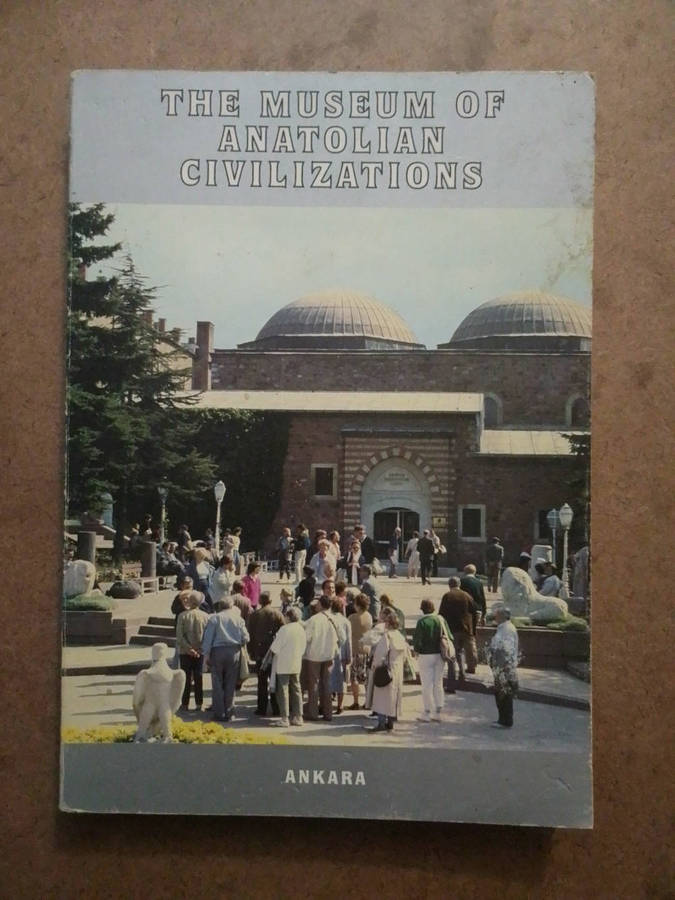 THE MUSEUM OF
ANATOLIAN
CIVILIZATIONS
ANKARA